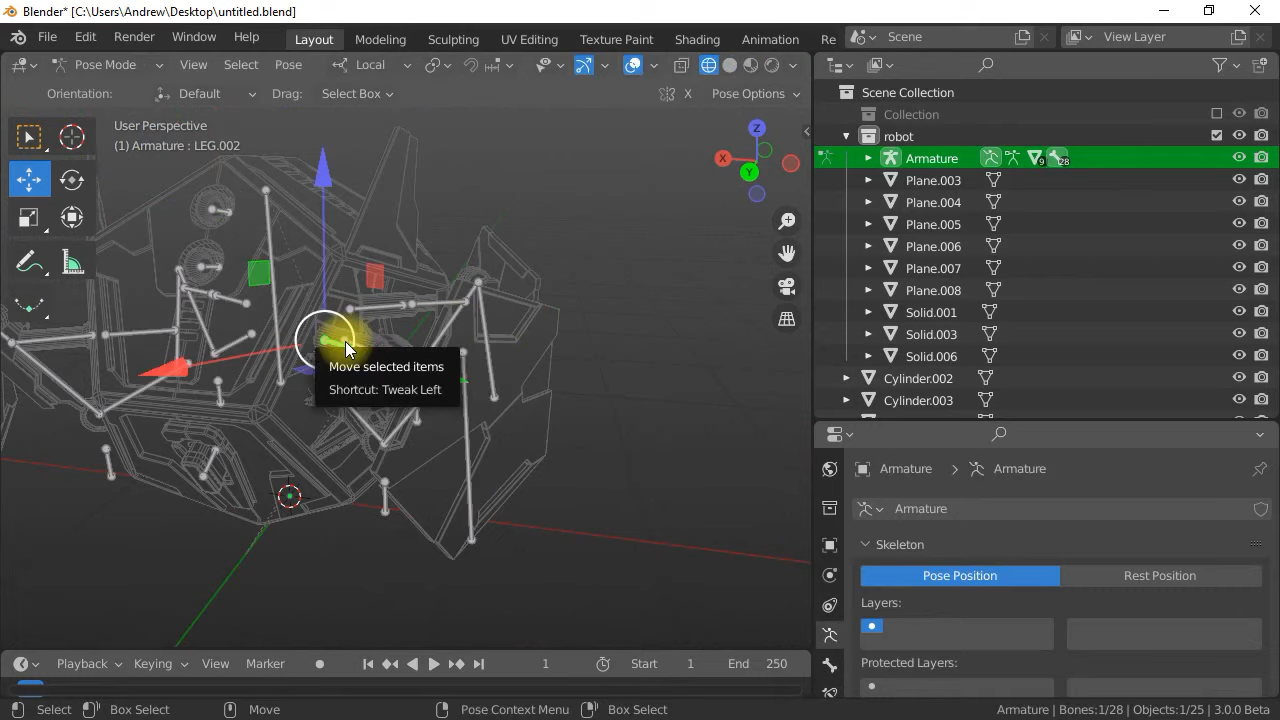 Blender* [C:\Users\Andrew\Desktop\untitled.blend]
File Edit Render Window Help Layout Modeling Sculpting UV Editing Texture Paint Shading Animation Re Scene View Layer
Pose Mode View Select Pose Local
Orientation: Default Drag: Select Box X Pose Options
User Perspective
(1) Armature : LEG.002
Z
X
Y
Move selected items
Shortcut: Tweak Left
Scene Collection
Collection
robot
Armature 9 28
Plane.003
Plane.004
Plane.005
Plane.006
Plane.007
Plane.008
Solid.001
Solid.003
Solid.006
Cylinder.002
Cylinder.003
Armature > Armature
Armature
Skeleton
Pose Position Rest Position
Layers:
Protected Layers:
Playback Keying View Marker 1 Start 1 End 250
Select Box Select Move Pose Context Menu Box Select Armature | Bones:1/28 | Objects:1/25 | 3.0.0 Beta